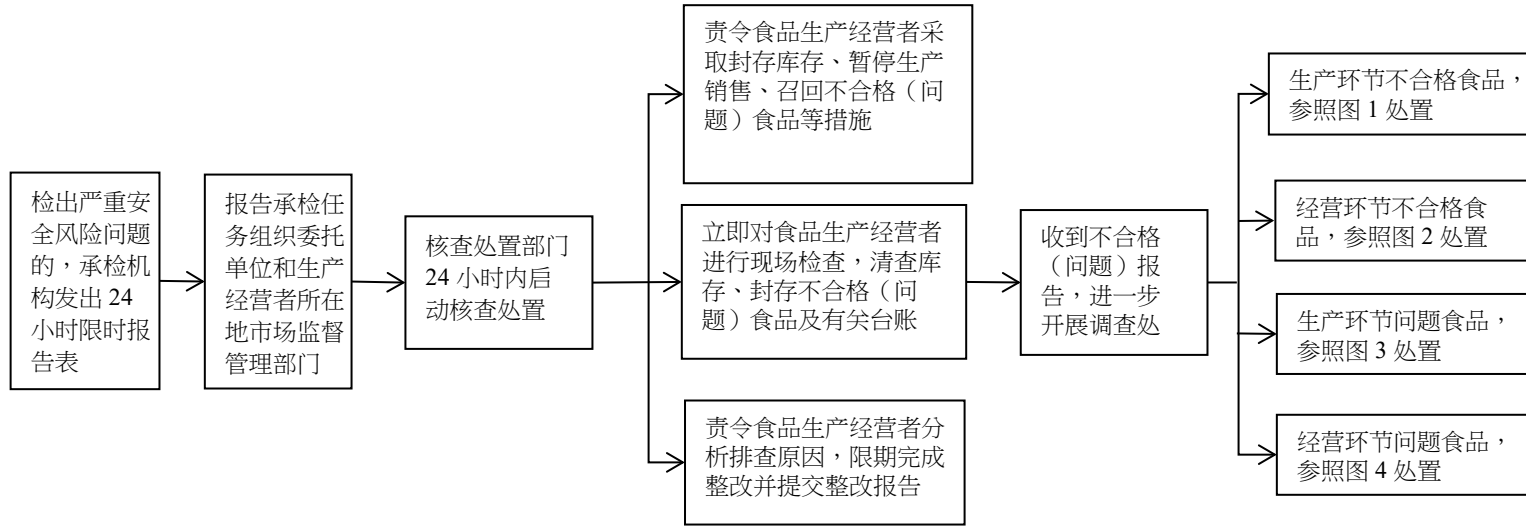 检出严重安
全风险问题
的，承检机
构发出 24
小时限时报
告表
报告承检任
务组织委托
单位和生产
经营者所在
地市场监督
管理部门
核查处置部门
24 小时内启
动核查处置
责令食品生产经营者采
取封存库存、暂停生产
销售、召回不合格（问
题）食品等措施
立即对食品生产经营者
进行现场检查，清查库
存、封存不合格（问
题）食品及有关台账
责令食品生产经营者分
析排查原因，限期完成
整改并提交整改报告
收到不合格
（问题）报
告，进一步
开展调查处
生产环节不合格食品，
参照图 1 处置
经营环节不合格食
品，参照图 2 处置
生产环节问题食品，
参照图 3 处置
经营环节问题食品，
参照图 4 处置